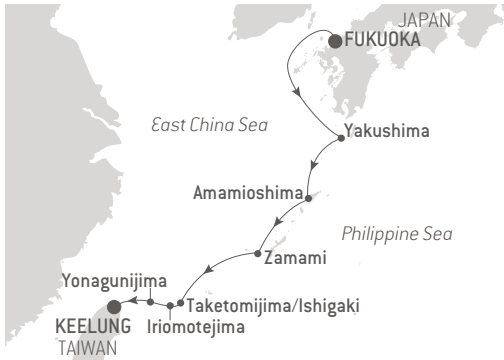 JAPAN
FUKUOKA
East China Sea
Yakushima
Amamioshima
Philippine Sea
Zamami
Yonagunijima
Taketomijima/Ishigaki
KEELUNG
Iriomotejima
TAIWAN